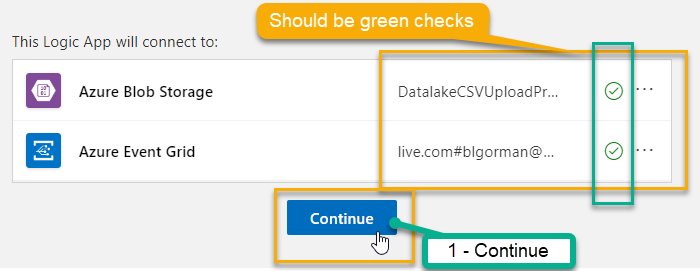 Should be green checks
This Logic App will connect to:
Azure Blob Storage DatalakeCSVUploadPr...
Azure Event Grid live.com#blgorman@...
Continue
1 - Continue